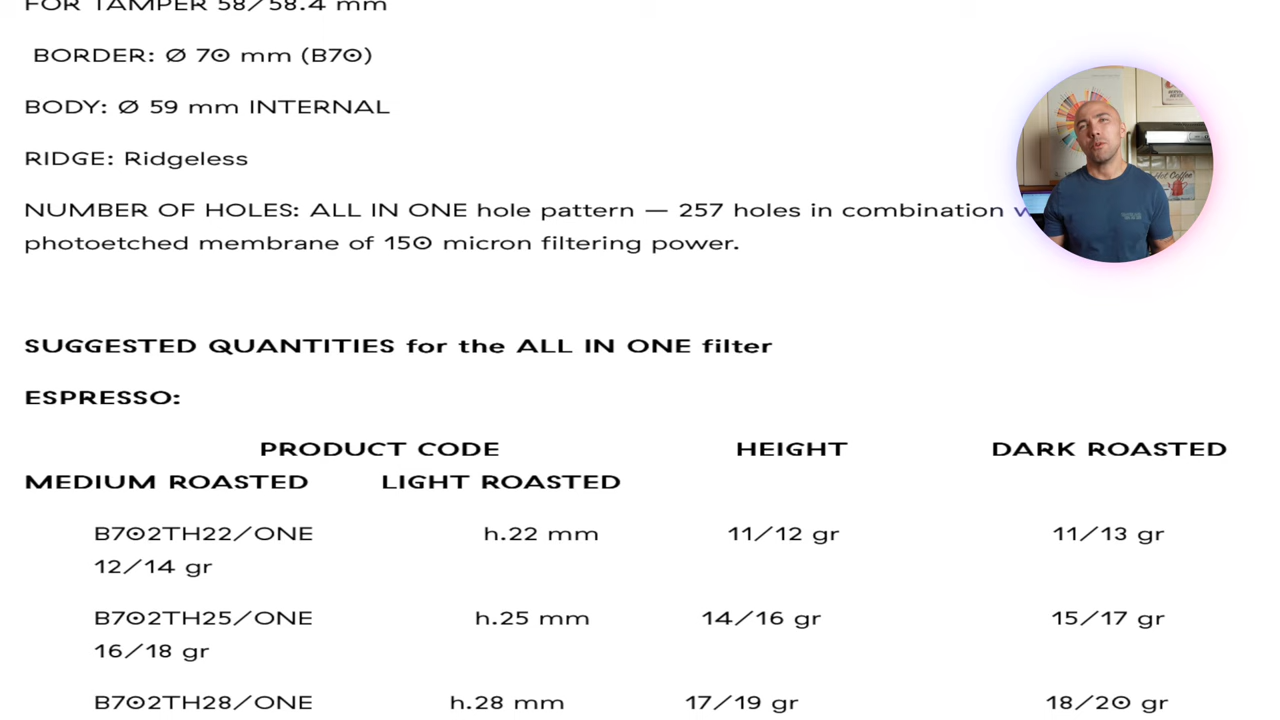 FOR TAMPER 58/58.4 mm
BORDER: Ø 70 mm (B70)
BODY: Ø 59 mm INTERNAL
RIDGE: Ridgeless
NUMBER OF HOLES: ALL IN ONE hole pattern — 257 holes in combination
photoetched membrane of 150 micron filtering power.
SUGGESTED QUANTITIES for the ALL IN ONE filter
ESPRESSO:
PRODUCT CODE HEIGHT DARK ROASTED
MEDIUM ROASTED LIGHT ROASTED
B702TH22/ONE h.22 mm 11/12 gr 11/13 gr
12/14 gr
B702TH25/ONE h.25 mm 14/16 gr 15/17 gr
16/18 gr
B702TH28/ONE h.28 mm 17/19 gr 18/20 gr